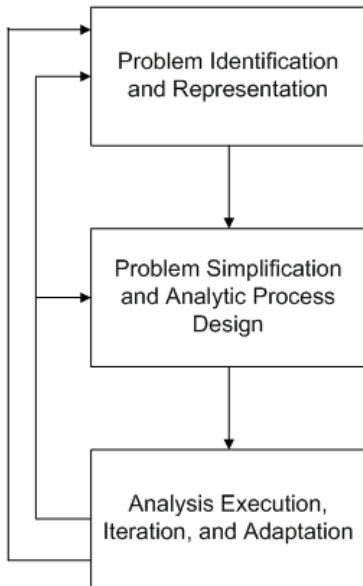 Problem Identification
and Representation
Problem Simplification
and Analytic Process
Design
Analysis Execution,
Iteration, and Adaptation